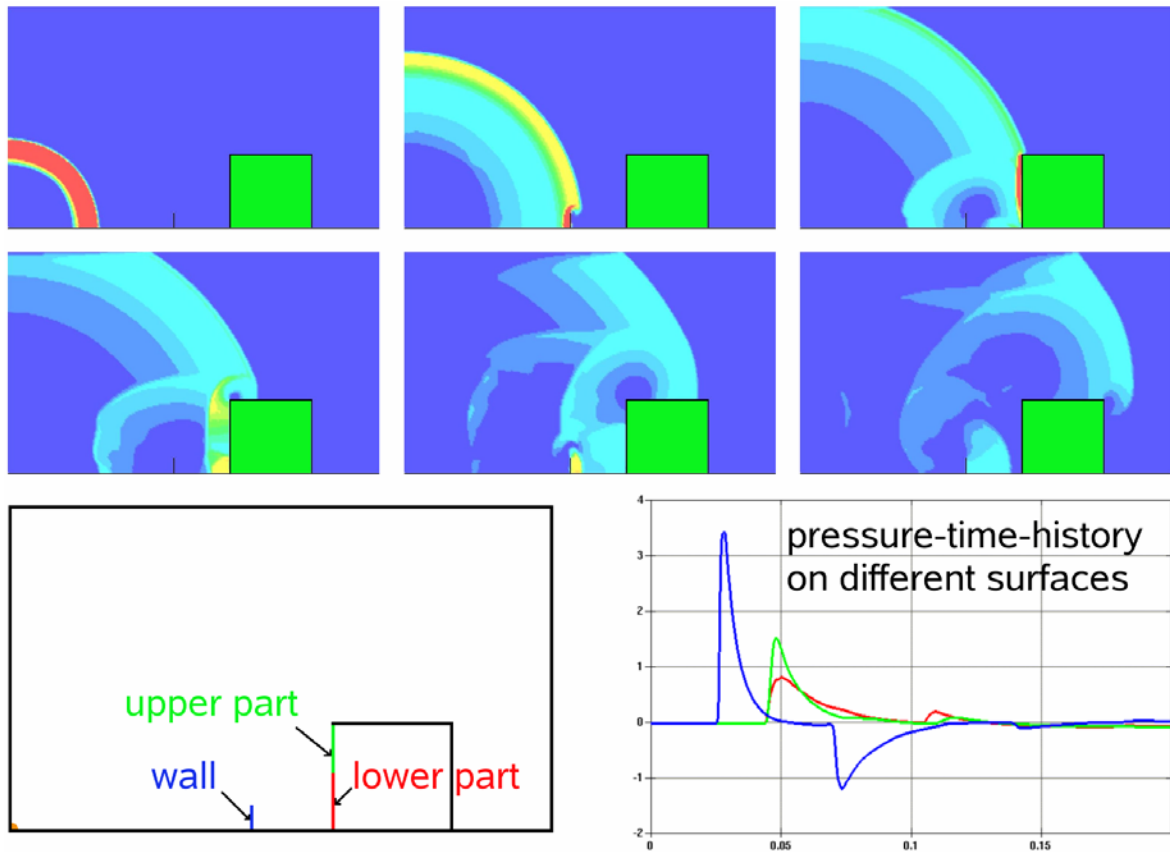 upper part
wall
lower part
pressure-time-history
on different surfaces
4
3
2
1
0
-1
-2
0
0.05
0.1
0.15